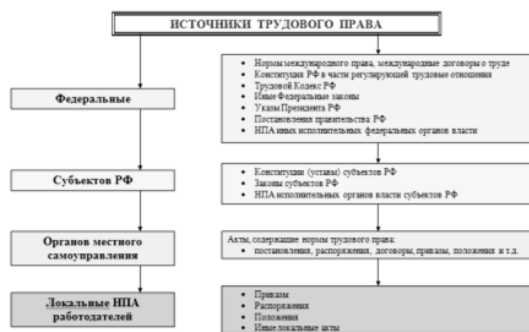 ИСТОЧНИКИ ТРУДОВОГО ПРАВА
Федеральные
• Нормы международного права, международные договоры о труде
• Конституция РФ в части регулирующей трудовые отношения
• Трудовой Кодекс РФ
• Иные Федеральные законы
• Указы Президента РФ
• Постановления правительства РФ
• НПА иных исполнительных федеральных органов власти
Субъектов РФ
• Конституции (уставы) субъектов РФ
• Законы субъектов РФ
• НПА исполнительных органов власти субъектов РФ
Органов местного
самоуправления
Акты, содержащие нормы трудового права:
• постановления, распоряжения, договоры, приказы, положения и т.д.
Локальные НПА
работодателей
• Приказы
• Распоряжения
• Положения
• Иные локальные акты